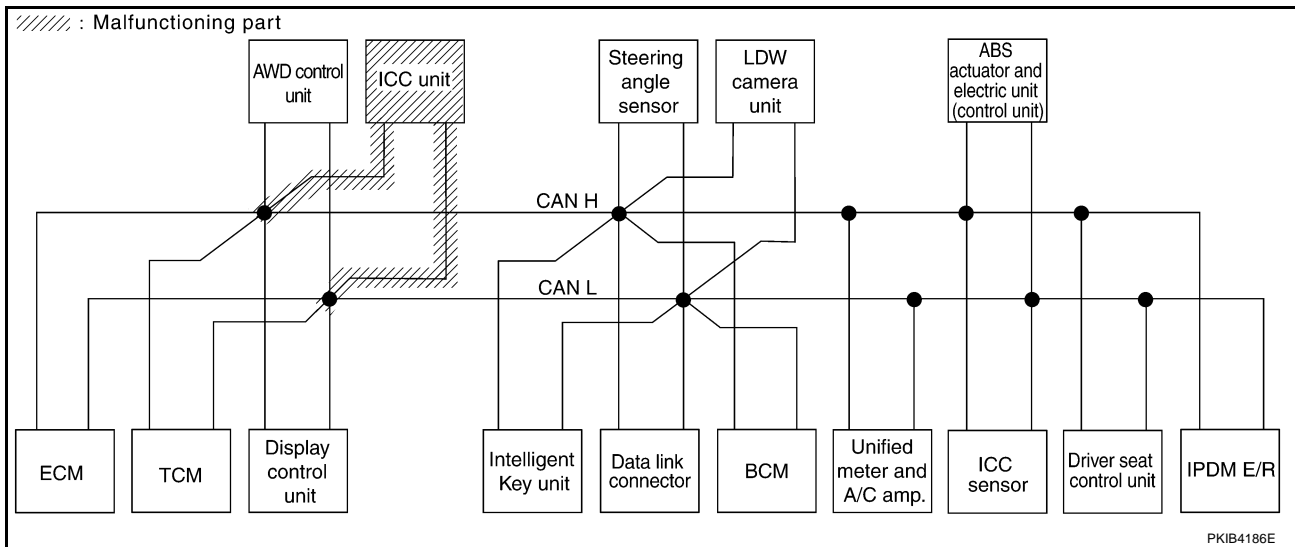 : Malfunctioning part
AWD control
unit
ICC unit
Steering
angle
sensor
LDW
camera
unit
ABS
actuator and
electric unit
(control unit)
CAN H
CAN L
ECM
TCM
Display
control
unit
Intelligent
Key unit
Data link
connector
BCM
Unified
meter and
A/C amp.
ICC
sensor
Driver seat
control unit
IPDM E/R
PKIB4186E